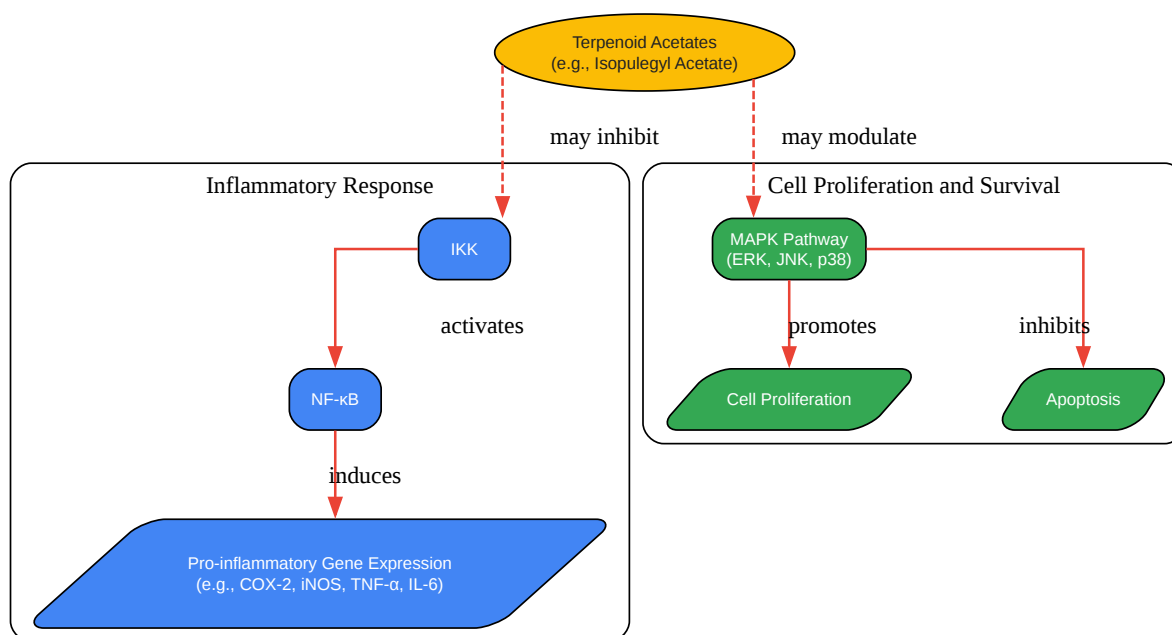 Terpenoid Acetates
(e.g., Isopulegyl Acetate)
may inhibit
may modulate
Inflammatory Response
Cell Proliferation and Survival
IKK
MAPK Pathway
(ERK, JNK, p38)
activates
promotes
inhibits
NF-κB
Cell Proliferation
Apoptosis
induces
Pro-inflammatory Gene Expression
(e.g., COX-2, iNOS, TNF-α, IL-6)